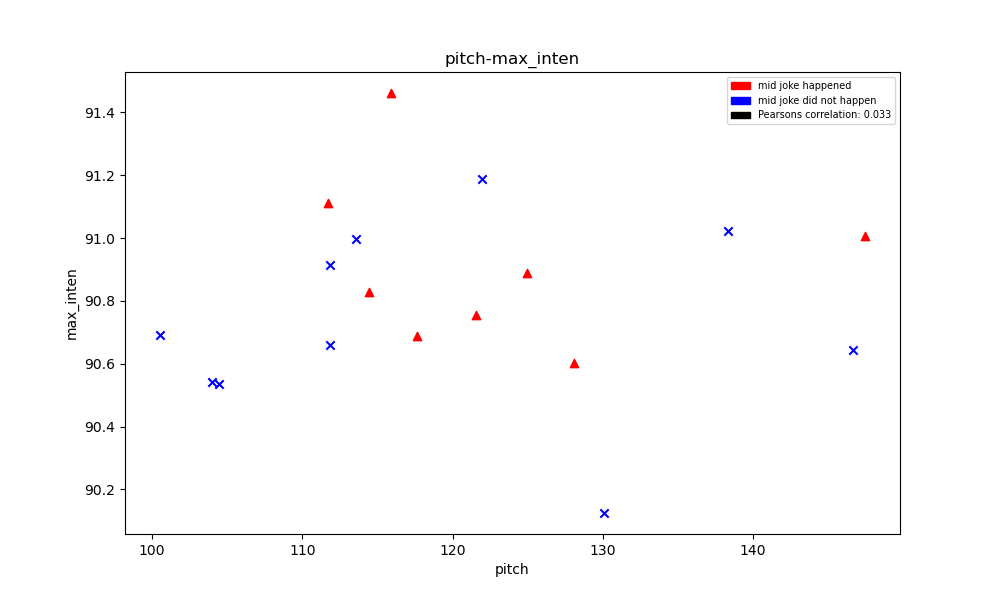 pitch-max_inten
mid joke happened
mid joke did not happen
Pearsons correlation: 0.033
max_inten
91.4
91.2
91.0
90.8
90.6
90.4
90.2
100 110 120 130 140
pitch